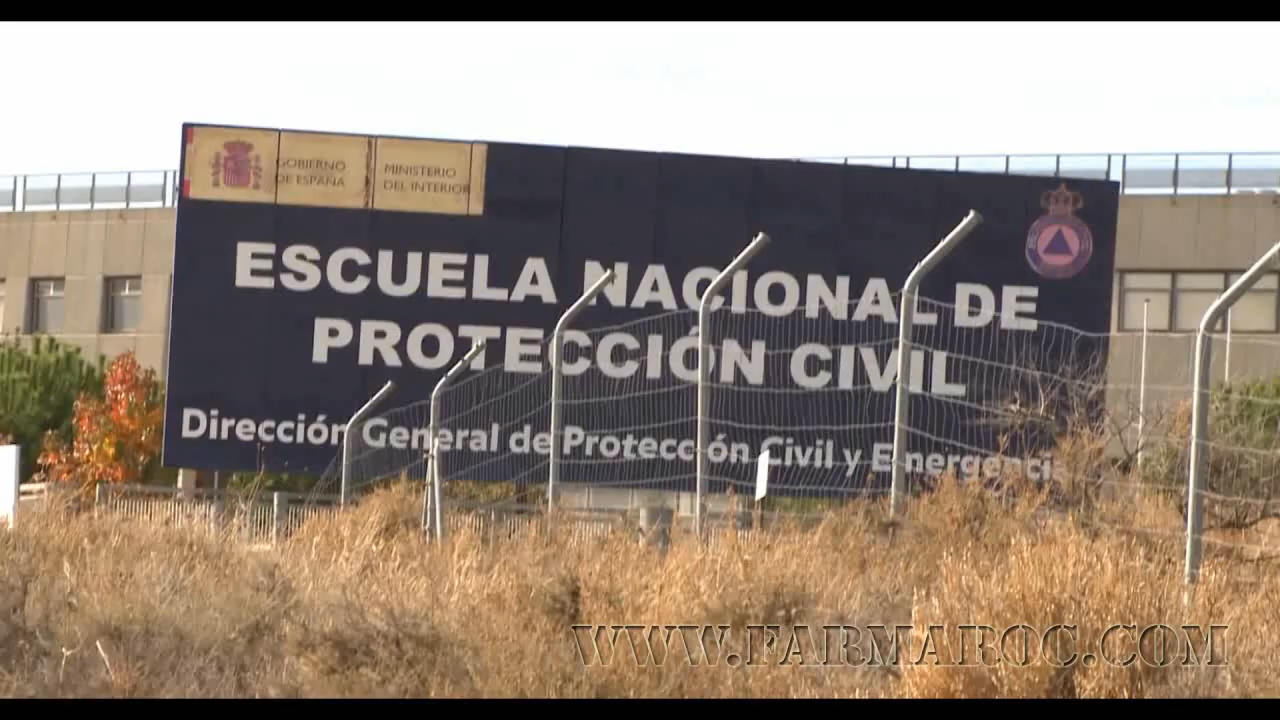 GOBIERNO
DE ESPAÑA
MINISTERIO
DEL INTERIOR
ESCUELA NACIONAL DE
PROTECCIÓN CIVIL
Dirección General de Protección Civil y Emergencias
WWW.FARMAROC.COM